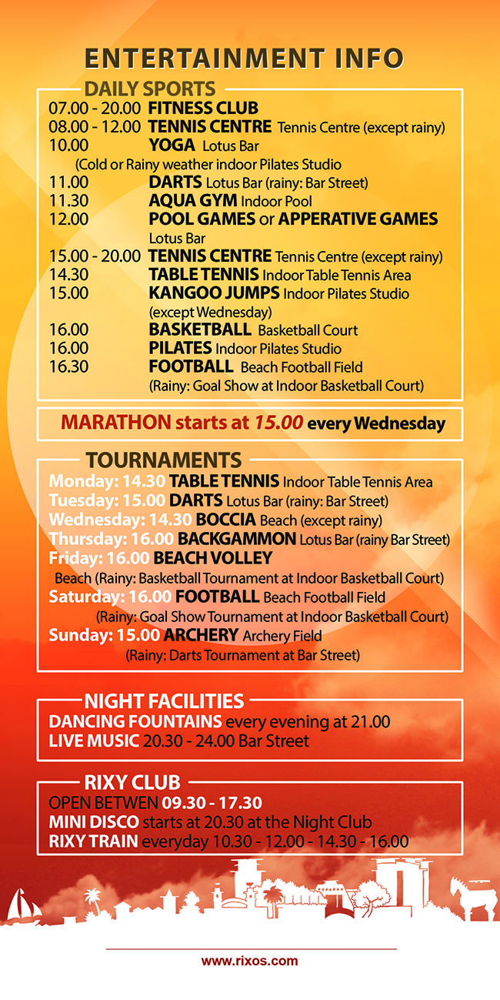 ENTERTAINMENT INFO
DAILY SPORTS
07.00 - 20.00 FITNESS CLUB
08.00 - 12.00 TENNIS CENTRE Tennis Centre (except rainy)
10.00 YOGA Lotus Bar
(Cold or Rainy weather indoor Pilates Studio
11.00 DARTS Lotus Bar (rainy: Bar Street)
11.30 AQUA GYM Indoor Pool
12.00 POOL GAMES or APPERATIVE GAMES
Lotus Bar
15.00 - 20.00 TENNIS CENTRE Tennis Centre (except rainy)
14.30 TABLE TENNIS Indoor Table Tennis Area
15.00 KANGOO JUMPS Indoor Pilates Studio
(except Wednesday)
16.00 BASKETBALL Basketball Court
16.00 PILATES Indoor Pilates Studio
16.30 FOOTBALL Beach Football Field
(Rainy: Goal Show at Indoor Basketball Court)
MARATHON starts at 15.00 every Wednesday
TOURNAMENTS
Monday: 14.30 TABLE TENNIS Indoor Table Tennis Area
Tuesday: 15.00 DARTS Lotus Bar (rainy: Bar Street)
Wednesday: 14.30 BOCCIA Beach (except rainy)
Thursday: 16.00 BACKGAMMON Lotus Bar (rainy Bar Street)
Friday: 16.00 BEACH VOLLEY
Beach (Rainy: Basketball Tournament at Indoor Basketball Court)
Saturday: 16.00 FOOTBALL Beach Football Field
(Rainy: Goal Show Tournament at Indoor Basketball Court)
Sunday: 15.00 ARCHERY Archery Field
(Rainy: Darts Tournament at Bar Street)
NIGHT FACILITIES
DANCING FOUNTAINS every evening at 21.00
LIVE MUSIC 20.30 - 24.00 Bar Street
RIXY CLUB
OPEN BETWEN 09.30 - 17.30
MINI DISCO starts at 20.30 at the Night Club
RIXY TRAIN everyday 10.30 - 12.00 - 14.30 - 16.00
www.rixos.com